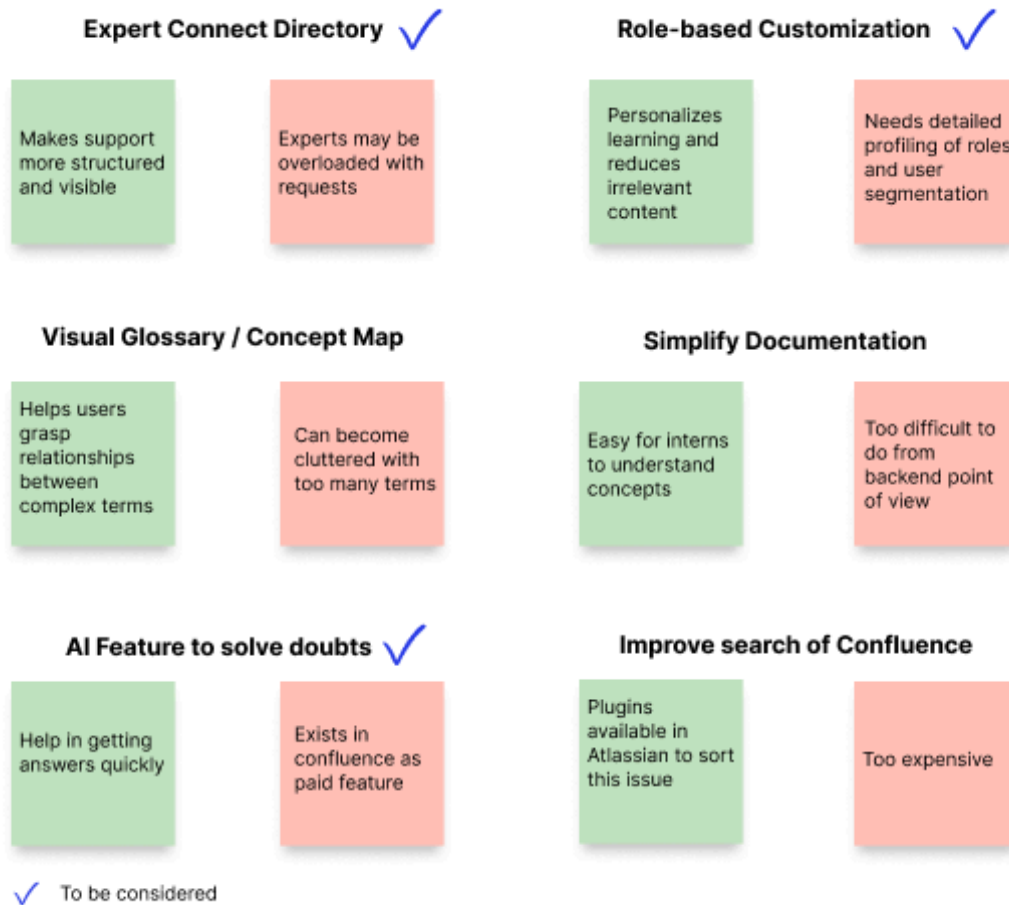 Expert Connect Directory
Role-based Customization
Makes support
more structured
and visible
Experts may be
overloaded with
requests
Personalizes
learning and
reduces
irrelevant
content
Needs detailed
profiling of roles
and user
segmentation
Visual Glossary / Concept Map
Simplify Documentation
Helps users
grasp
relationships
between
complex terms
Can become
cluttered with
too many terms
Easy for interns
to understand
concepts
Too difficult to
do from
backend point
of view
AI Feature to solve doubts
Improve search of Confluence
Help in getting
answers quickly
Exists in
confluence as
paid feature
Plugins
available in
Atlassian to sort
this issue
Too expensive
To be considered